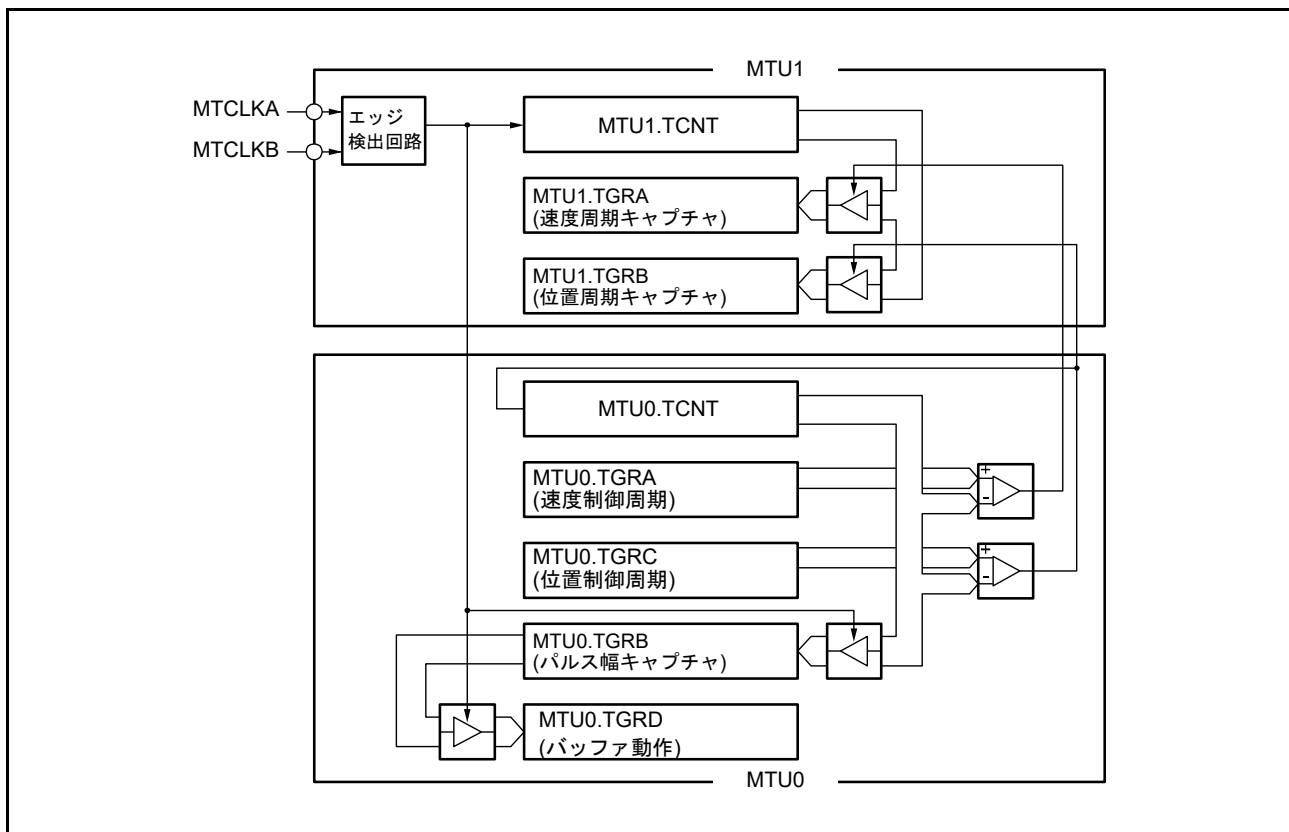 MTU1
MTCLKA
MTCLKB
エッジ
検出回路
MTU1.TCNT
MTU1.TGRA
(速度周期キャプチャ)
MTU1.TGRB
(位置周期キャプチャ)
MTU0.TCNT
MTU0.TGRA
(速度制御周期)
+
-
MTU0.TGRC
(位置制御周期)
+
-
MTU0.TGRB
(パルス幅キャプチャ)
MTU0.TGRD
(バッファ動作)
MTU0